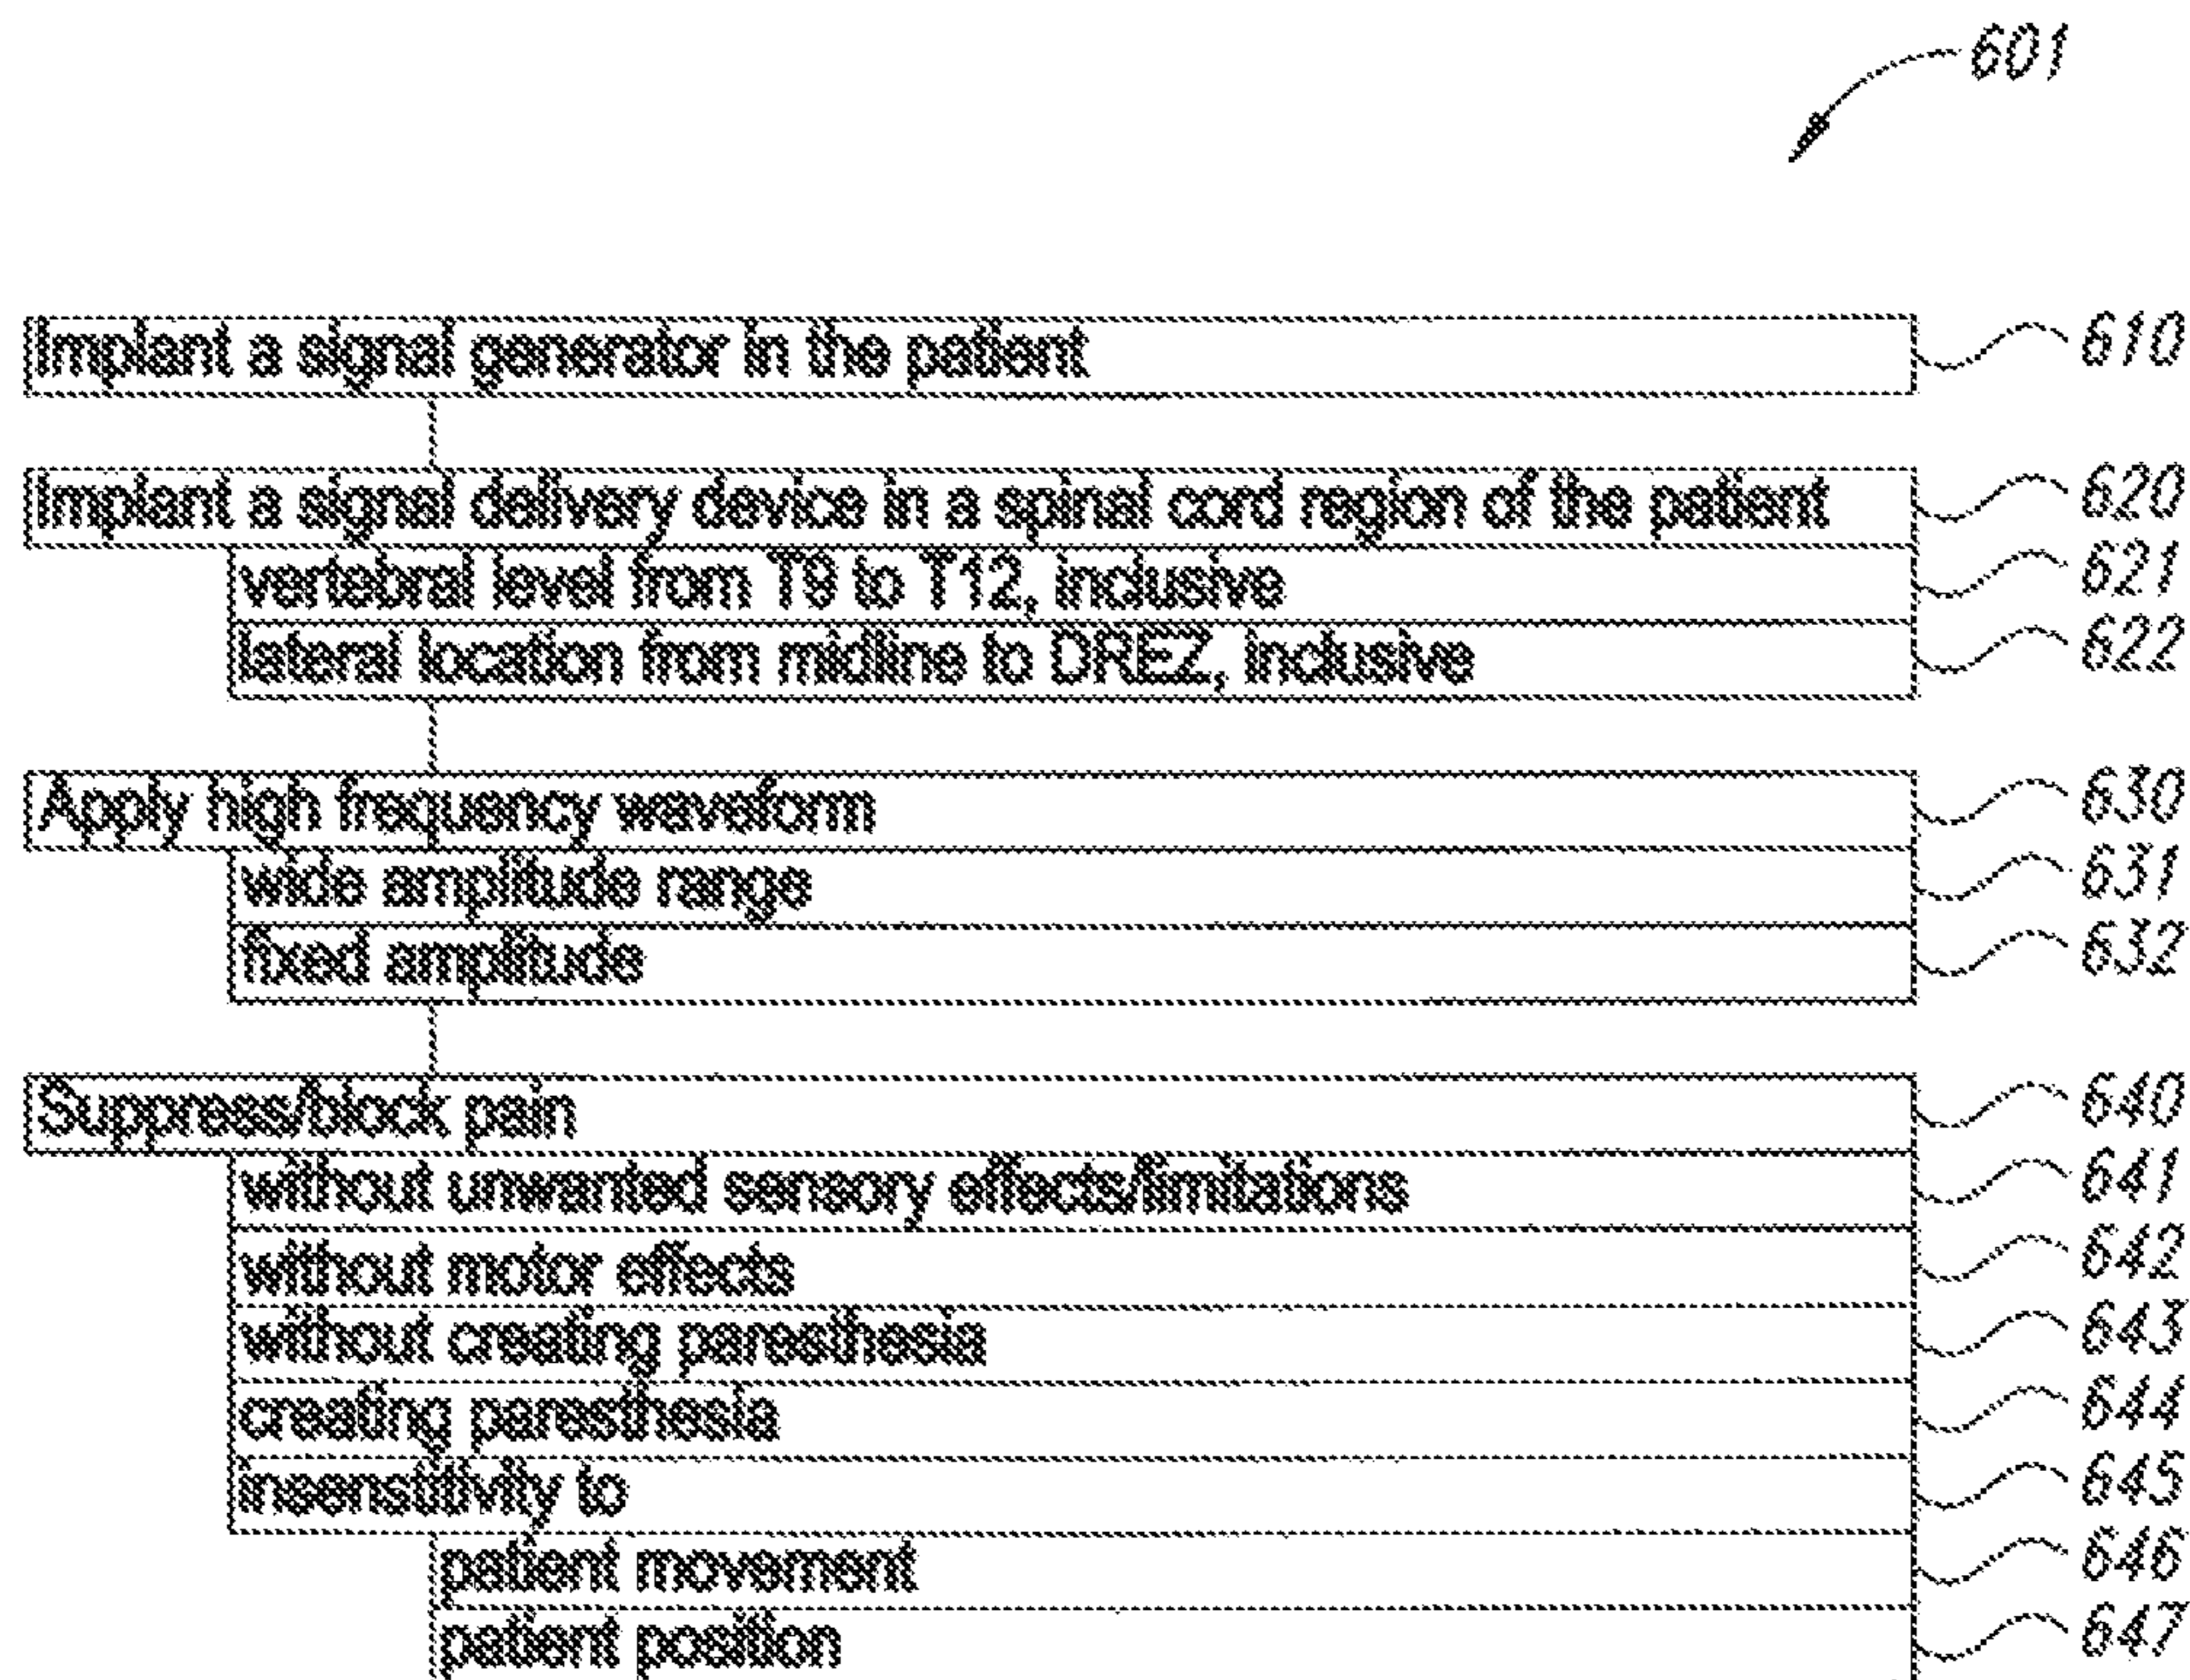 601
Implant a signal generator in the patient 610
Implant a signal delivery device in a spinal cord region of the patient 620
vertebral level from T9 to T12, inclusive 621
lateral location from midline to DREZ, inclusive 622
Apply high frequency waveform 630
wide amplitude range 631
fixed amplitude 632
Suppress/block pain 640
without unwanted sensory effects/limitations 641
without motor effects 642
without creating paresthesia 643
creating paresthesia 644
insensitivity to 645
patient movement 646
patient position 647